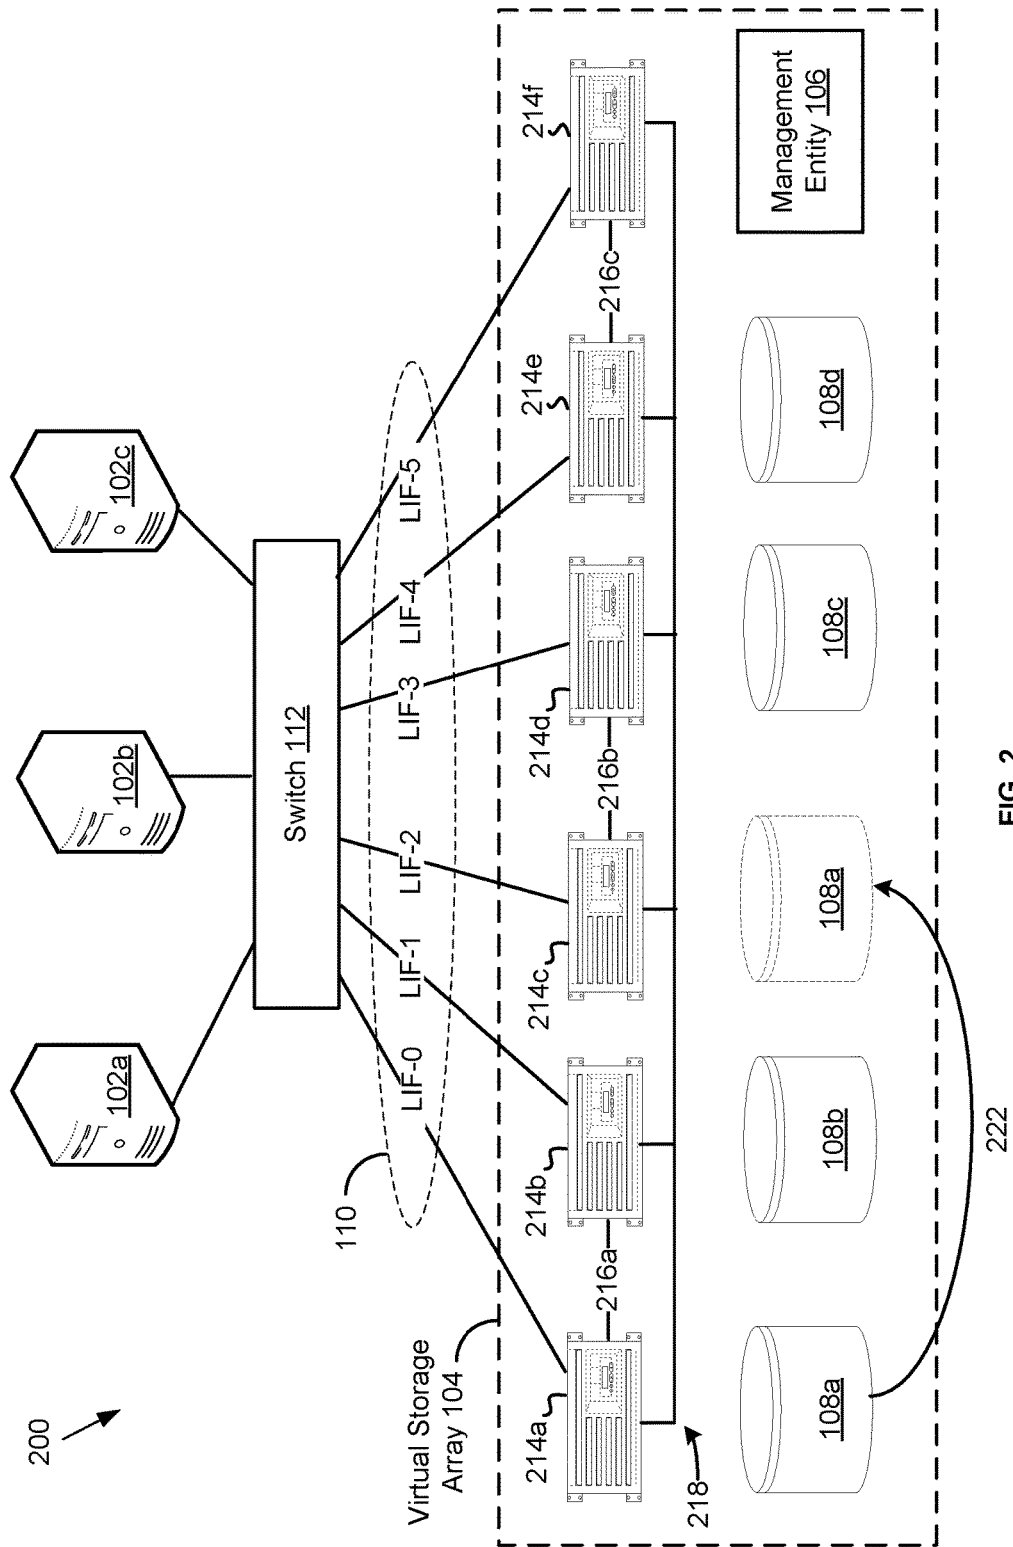 200
102a
102b
102c
Switch 112
110
LIF-0
LIF-1
LIF-2
LIF-3
LIF-4
LIF-5
Virtual Storage
Array 104
214a
214b
214c
214d
214e
214f
216a
216b
216c
218
108a
108b
108a
108c
108d
Management
Entity 106
222
FIG. 2